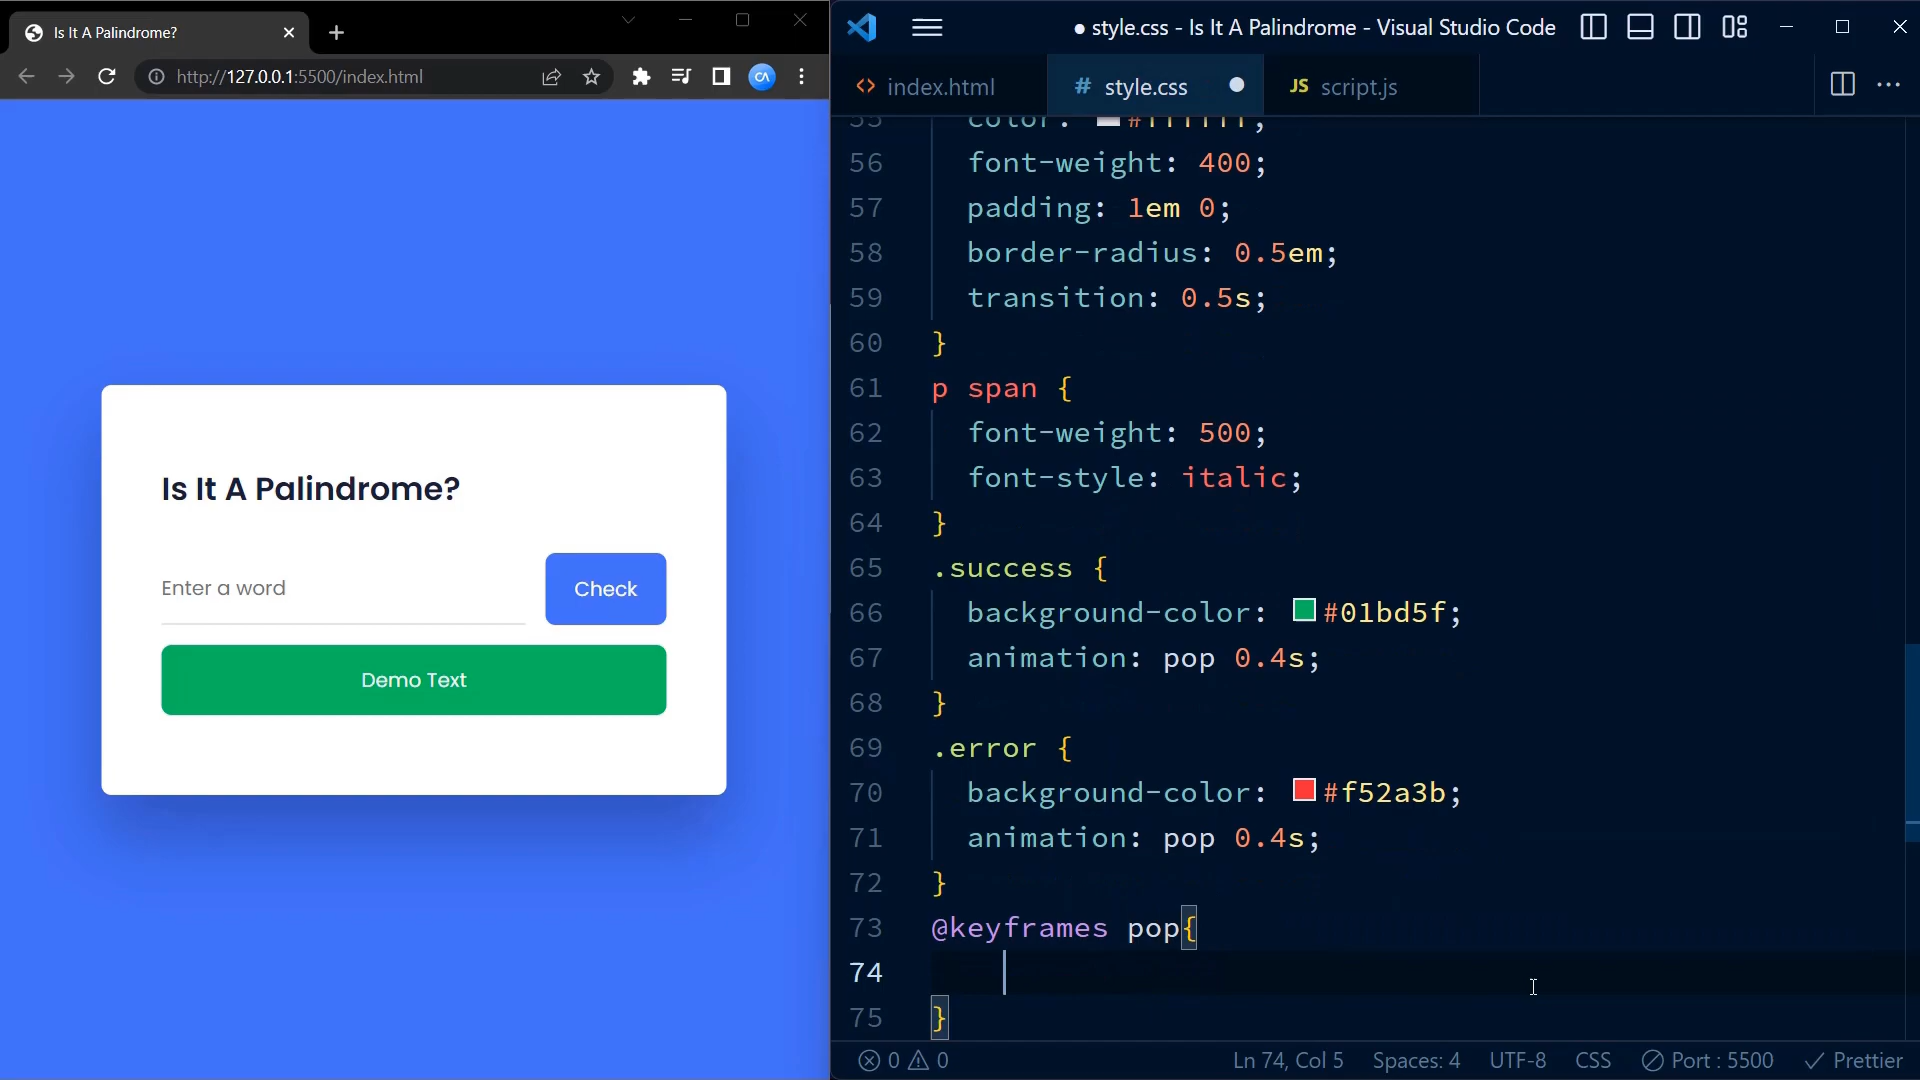 Is It A Palindrome?
http://127.0.0.1:5500/index.html
CA
Is It A Palindrome?
Enter a word
Check
Demo Text
● style.css - Is It A Palindrome - Visual Studio Code
<> index.html
# style.css ●
JS script.js
55 color: #ffffff;
56 font-weight: 400;
57 padding: 1em 0;
58 border-radius: 0.5em;
59 transition: 0.5s;
60 }
61 p span {
62 font-weight: 500;
63 font-style: italic;
64 }
65 .success {
66 background-color: #01bd5f;
67 animation: pop 0.4s;
68 }
69 .error {
70 background-color: #f52a3b;
71 animation: pop 0.4s;
72 }
73 @keyframes pop{
74
75 }
0 0 Ln 74, Col 5 Spaces: 4 UTF-8 CSS Port : 5500 Prettier